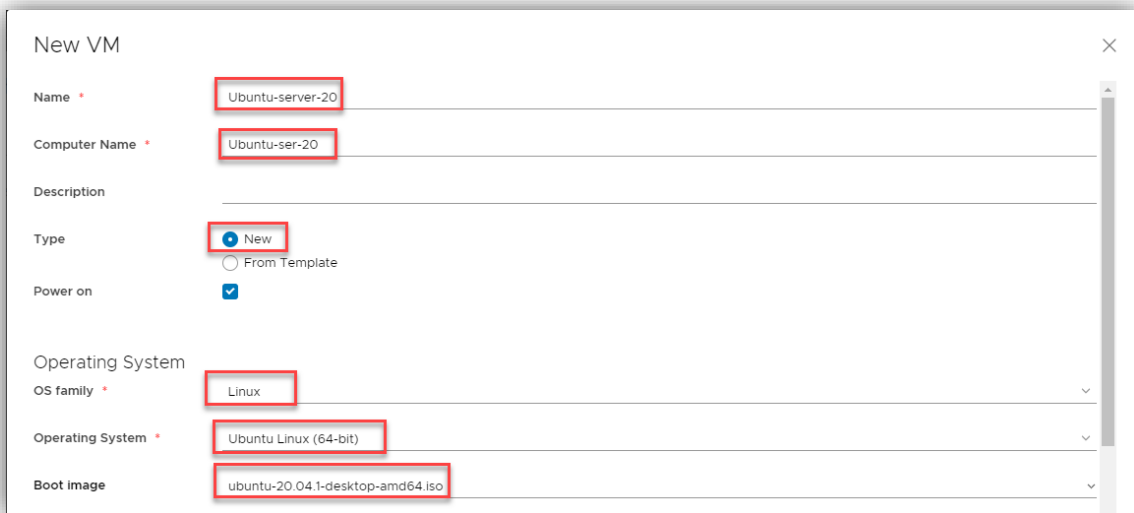 New VM
Name *
Ubuntu-server-20
Computer Name *
Ubuntu-ser-20
Description
Type
New
From Template
Power on
Operating System
OS family *
Linux
Operating System *
Ubuntu Linux (64-bit)
Boot image
ubuntu-20.04.1-desktop-amd64.iso